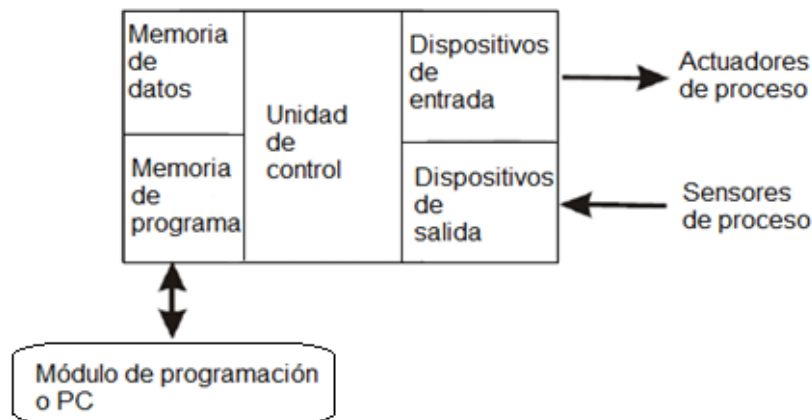 Memoria
de
datos
Memoria
de
programa
Unidad
de
control
Dispositivos
de
entrada
Dispositivos
de
salida
Actuadores
de proceso
Sensores
de proceso
Módulo de programación
o PC